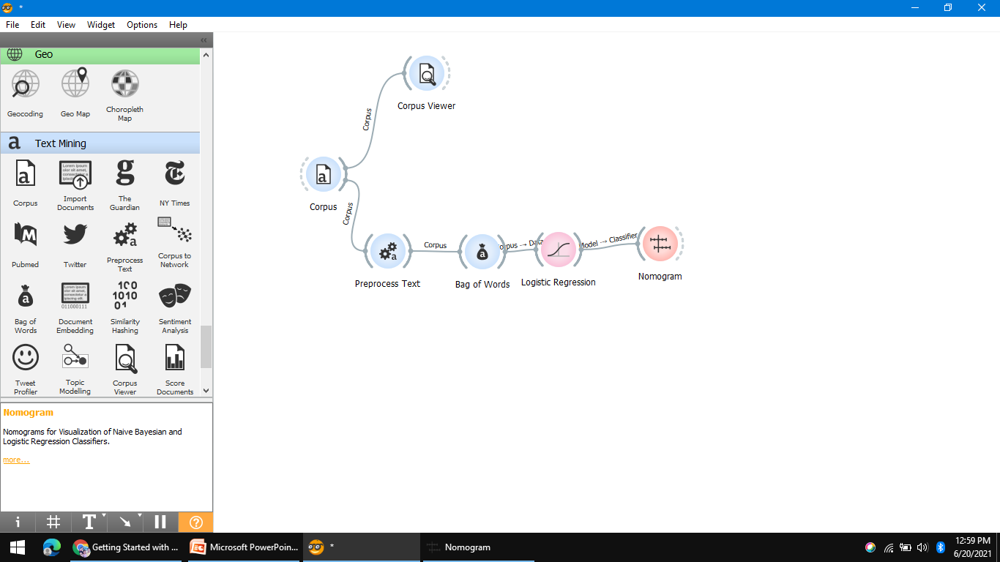 *
File Edit View Widget Options Help
«
Geo
Geocoding
Geo Map
Choropleth
Map
a Text Mining
Corpus
Import
Documents
The
Guardian
NY Times
Pubmed
Twitter
Preprocess
Text
Corpus to
Network
Bag of
Words
Document
Embedding
Similarity
Hashing
Sentiment
Analysis
Tweet
Profiler
Topic
Modelling
Corpus
Viewer
Score
Documents
Nomogram
Nomograms for Visualization of Naive Bayesian and
Logistic Regression Classifiers.
more...
Corpus Viewer
Corpus
Corpus
Corpus
Preprocess Text
Corpus
Bag of Words
orpus → Data
Logistic Regression
Model → Classifier
Nomogram
Getting Started with ...
Microsoft PowerPoin...
*
Nomogram
12:59 PM
6/20/2021